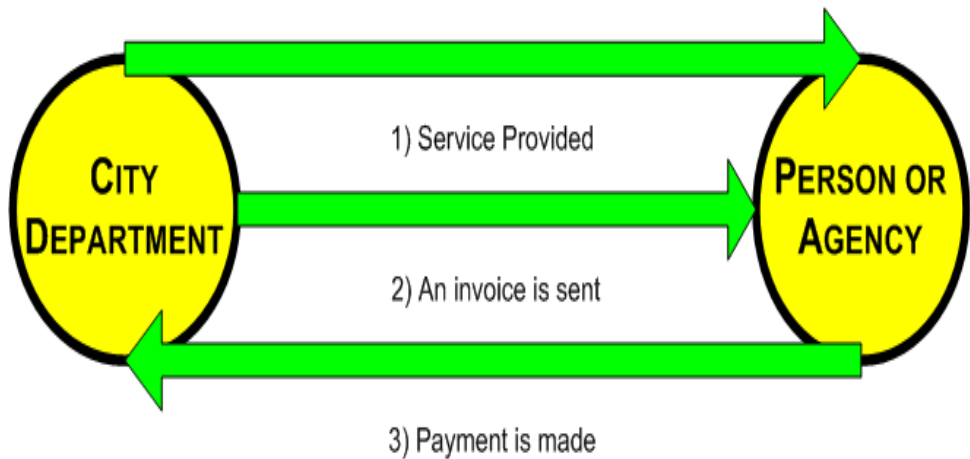 CITY
DEPARTMENT
PERSON OR
AGENCY
1) Service Provided
2) An invoice is sent
3) Payment is made